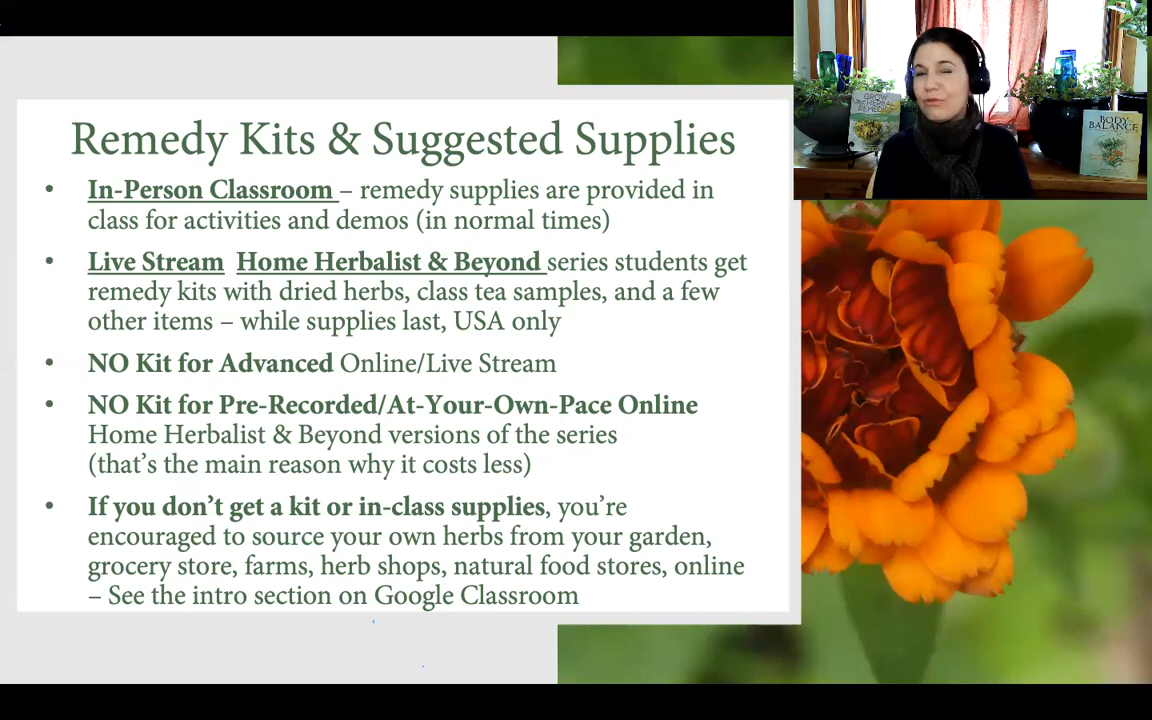 Remedy Kits & Suggested Supplies
• In-Person Classroom – remedy supplies are provided in
class for activities and demos (in normal times)
• Live Stream Home Herbalist & Beyond series students get
remedy kits with dried herbs, class tea samples, and a few
other items – while supplies last, USA only
• NO Kit for Advanced Online/Live Stream
• NO Kit for Pre-Recorded/At-Your-Own-Pace Online
Home Herbalist & Beyond versions of the series
(that's the main reason why it costs less)
• If you don't get a kit or in-class supplies, you're
encouraged to source your own herbs from your garden,
grocery store, farms, herb shops, natural food stores, online
– See the intro section on Google Classroom
GROW
REMEDIES
BODY
BALANCE